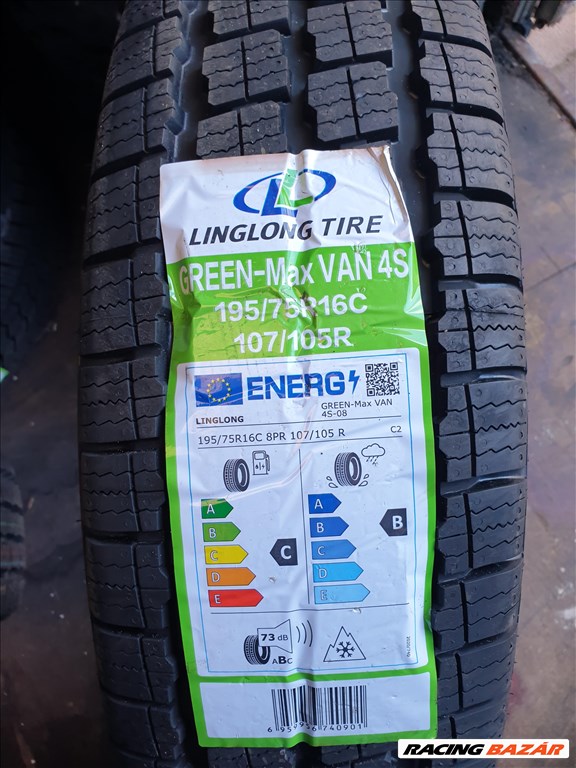 LINGLONG TIRE
GREEN-Max VAN 4S
195/75R16C
107/105R
ENERG
LINGLONG
GREEN-Max VAN
4S-08
195/75R16C 8PR 107/105 R
C2
A
B
C
D
E
C
A
B
C
D
E
B
73 dB
ABC
RACING BAZÁR